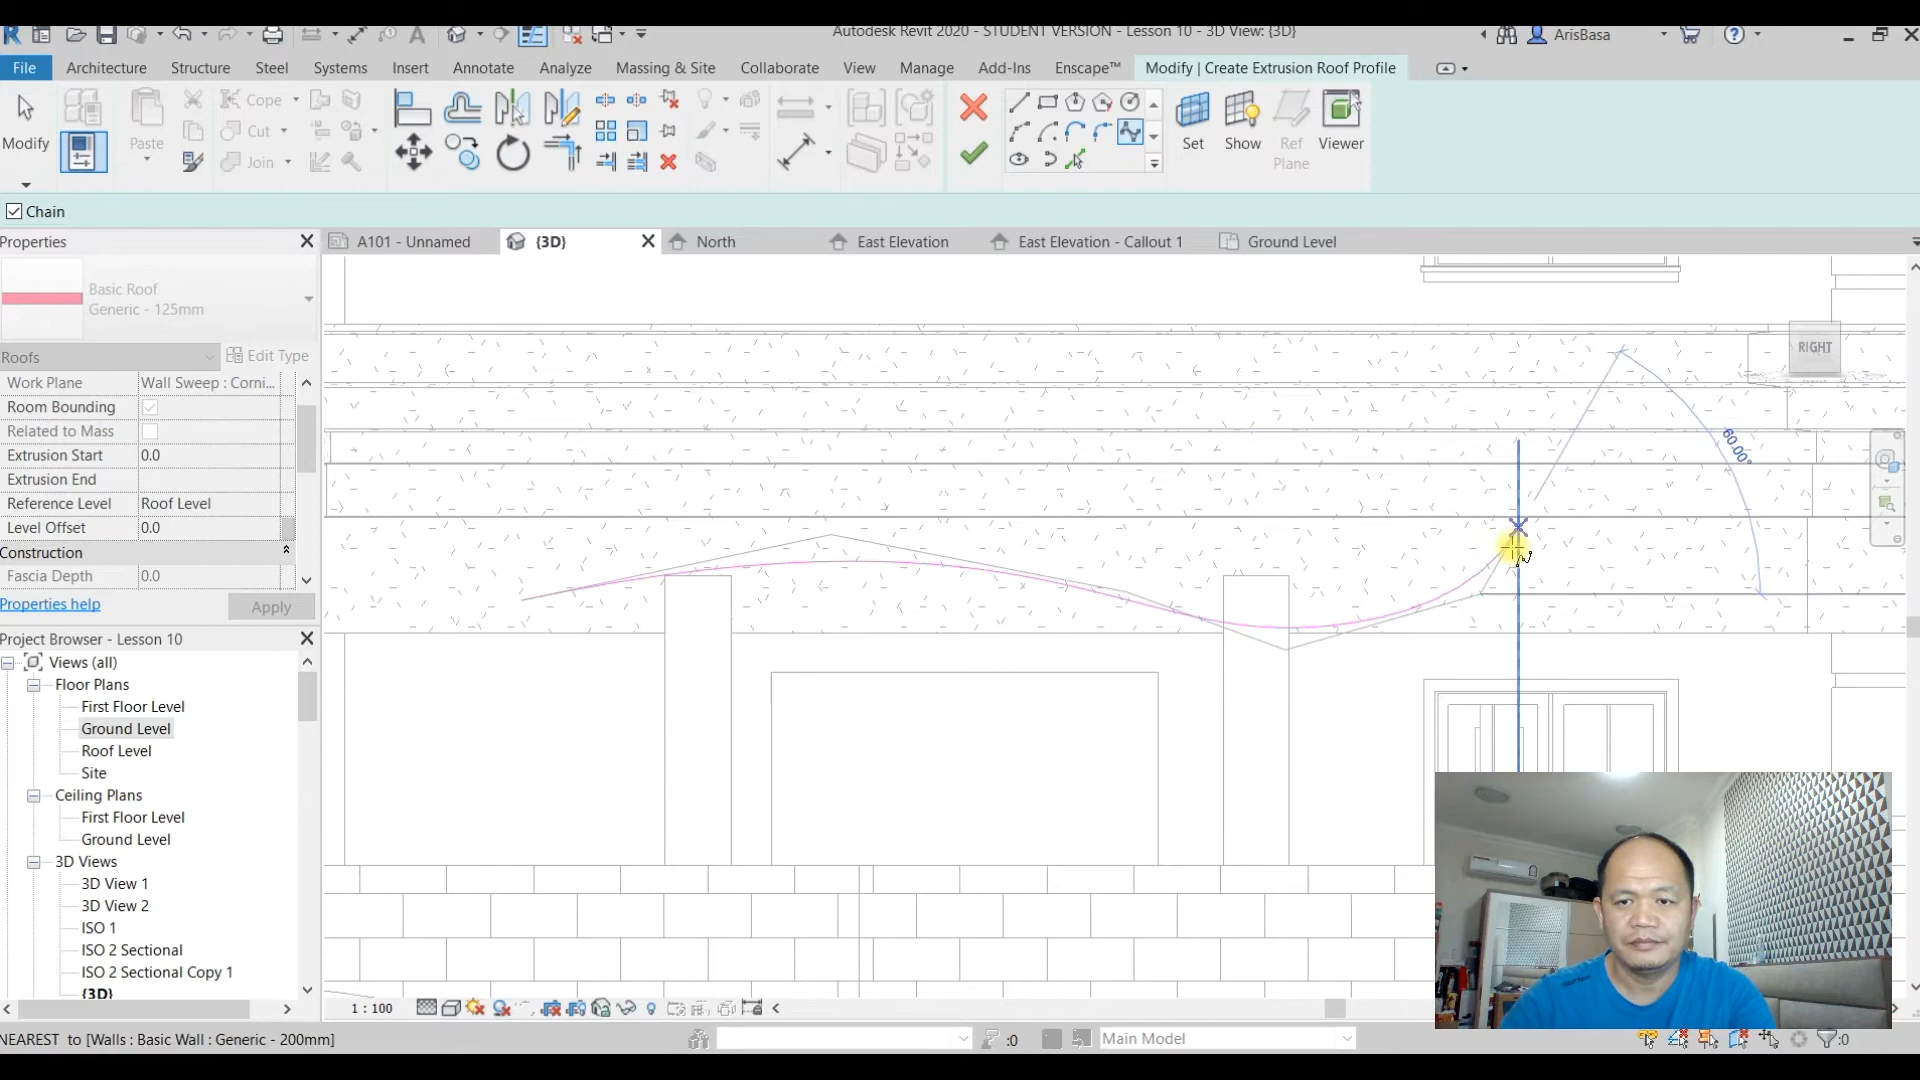 Autodesk Revit 2020 - STUDENT VERSION - Lesson 10 - 3D View: {3D}
ArisBasa
File
Architecture
Structure
Steel
Systems
Insert
Annotate
Analyze
Massing & Site
Collaborate
View
Manage
Add-Ins
Enscape™
Modify | Create Extrusion Roof Profile
Modify
Paste
Cope
Cut
Join
Set
Show
Ref Plane
Viewer
Chain
Properties
A101 - Unnamed
{3D}
North
East Elevation
East Elevation - Callout 1
Ground Level
Basic Roof
Generic - 125mm
Roofs
Edit Type
Work Plane
Wall Sweep : Corni...
Room Bounding
Related to Mass
Extrusion Start
0.0
Extrusion End
Reference Level
Roof Level
Level Offset
0.0
Construction
Fascia Depth
0.0
Properties help
Apply
RIGHT
60.00°
Project Browser - Lesson 10
Views (all)
Floor Plans
First Floor Level
Ground Level
Roof Level
Site
Ceiling Plans
First Floor Level
Ground Level
3D Views
3D View 1
3D View 2
ISO 1
ISO 2 Sectional
ISO 2 Sectional Copy 1
{3D}
1 : 100
NEAREST to [Walls : Basic Wall : Generic - 200mm]
:0
Main Model
:0